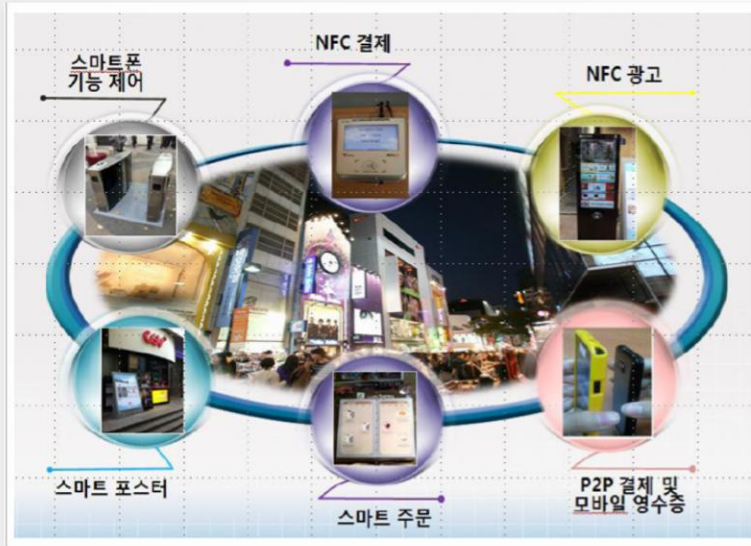 NFC 결제
스마트폰
기능 제어
NFC 광고
스마트 포스터
스마트 주문
P2P 결제 및
모바일 영수증